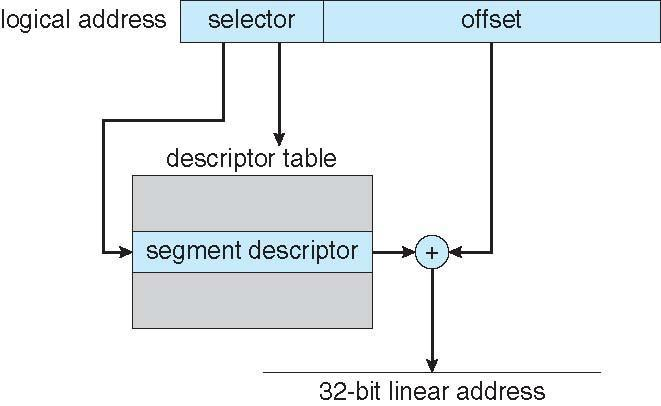 logical address selector offset
descriptor table
segment descriptor +
32-bit linear address